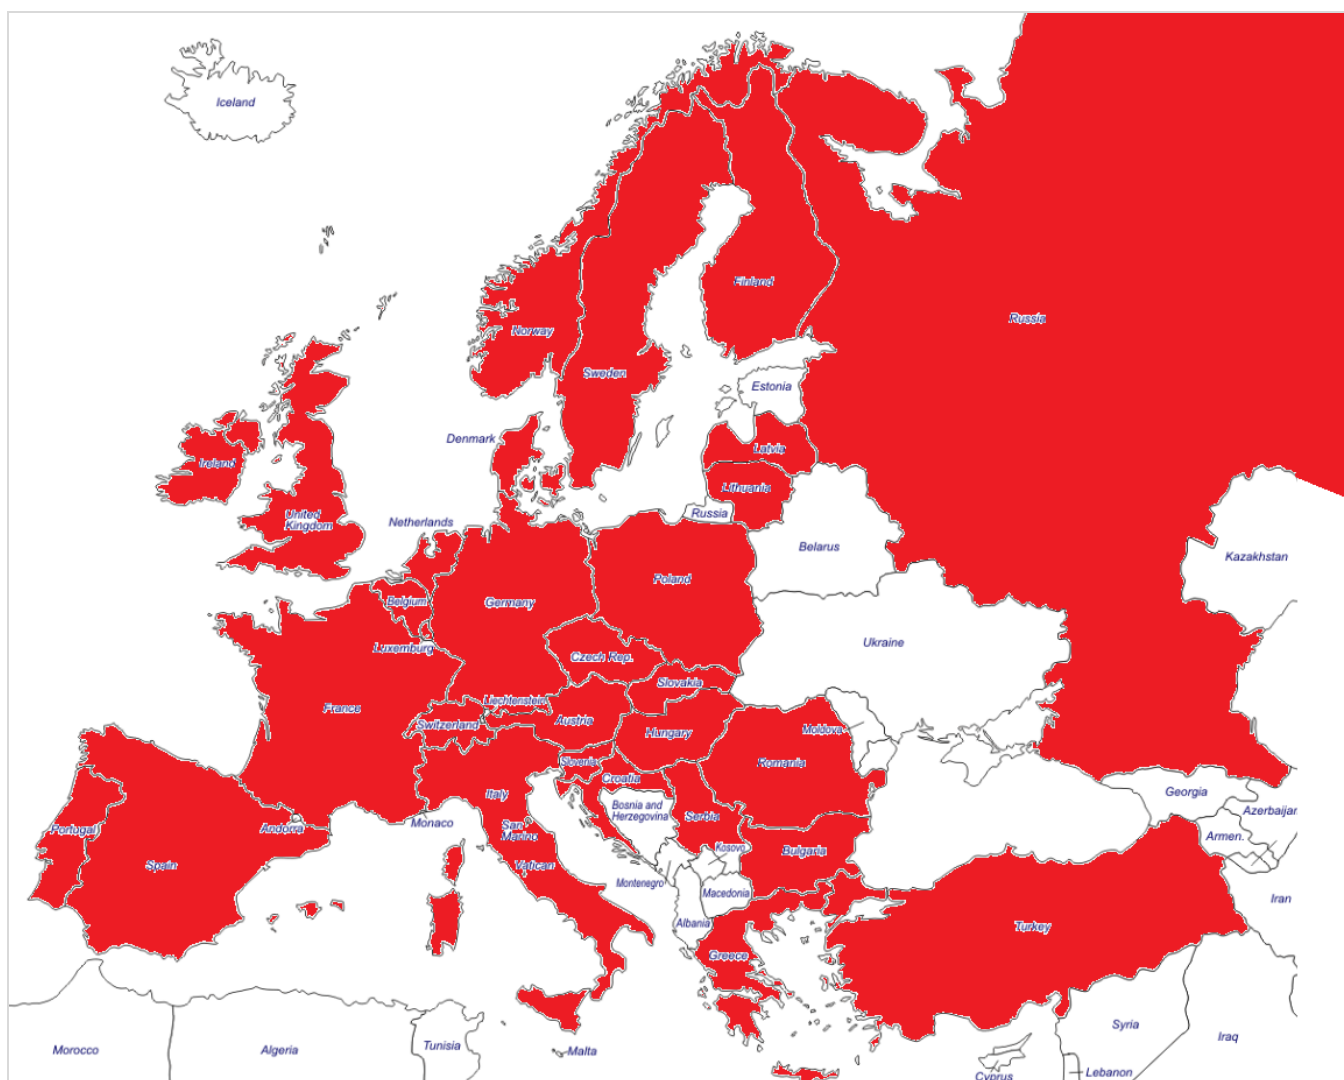 Iceland
Finland
Norway
Russia
Sweden
Estonia
Denmark
Latvia
Ireland
Lithuania
Russia
United
Kingdom
Netherlands
Belarus
Kazakhstan
Poland
Belgium
Germany
Ukraine
Luxemburg
Czech Rep.
Slovakia
Liechtenstein
France
Austria
Switzerland
Moldova
Hungary
Slovenia
Romania
Croatia
Italy
Georgia
Bosnia and
Herzegovina
Azerbaijan
Serbia
Monaco
San
Marino
Portugal
Andorra
Armen.
Kosovo
Bulgaria
Spain
Vatican
Montenegro
Macedonia
Iran
Albania
Turkey
Greece
Syria
Iraq
Morocco
Algeria
Tunisia
Malta
Cyprus
Lebanon